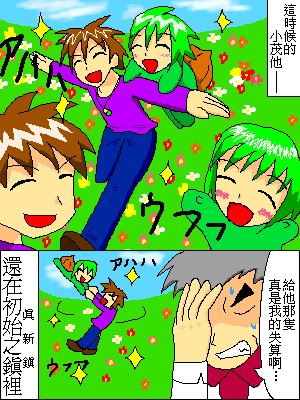 這時候的
小茂他—
アハハ
ウフフ
給他那隻
真是我的失算啊…
アハハ
ウフフ
還在初始之鎮裡
真新鎮